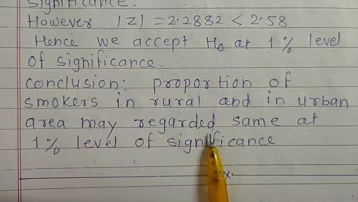 significance.
However |Z| = 2.2882 < 2.58
Hence we accept H₀ at 1% level
of significance.
conclusion: proportion of
smokers in rural and in urban
area may regarded same at
1% level of significance
x.